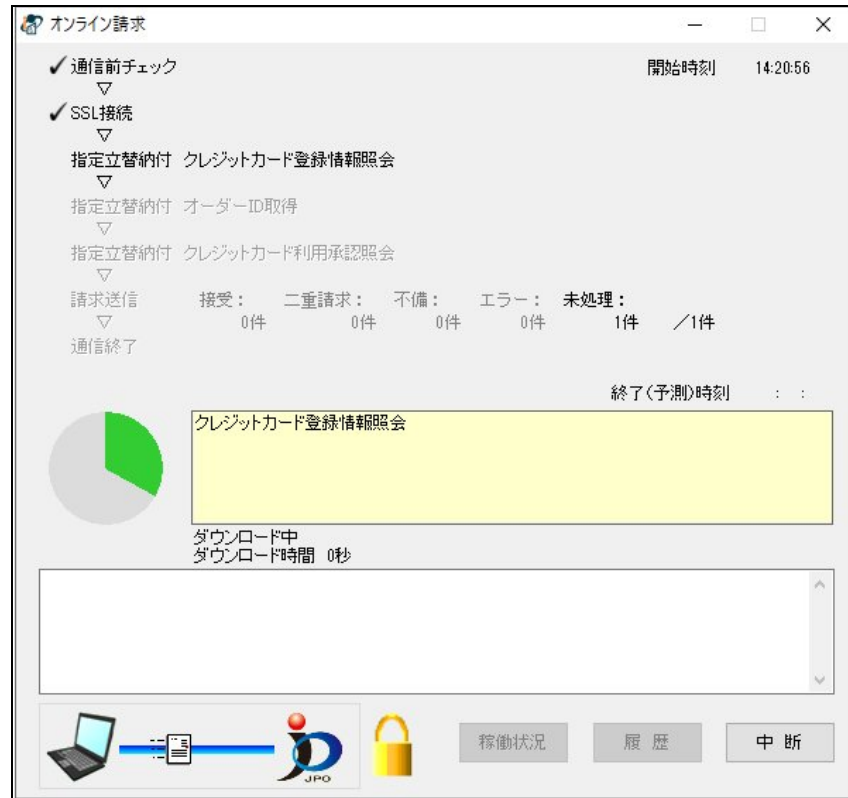 オンライン請求
通信前チェック 開始時刻 14:20:56
▽
SSL接続
▽
指定立替納付 クレジットカード登録情報照会
▽
指定立替納付 オーダーID取得
▽
指定立替納付 クレジットカード利用承認照会
▽
請求送信 接受: 二重請求: 不備: エラー: 未処理:
▽ 0件 0件 0件 0件 1件 /1件
通信終了
終了(予測)時刻 : :
クレジットカード登録情報照会
ダウンロード中
ダウンロード時間 0秒
JPO
稼働状況 履 歴 中 断